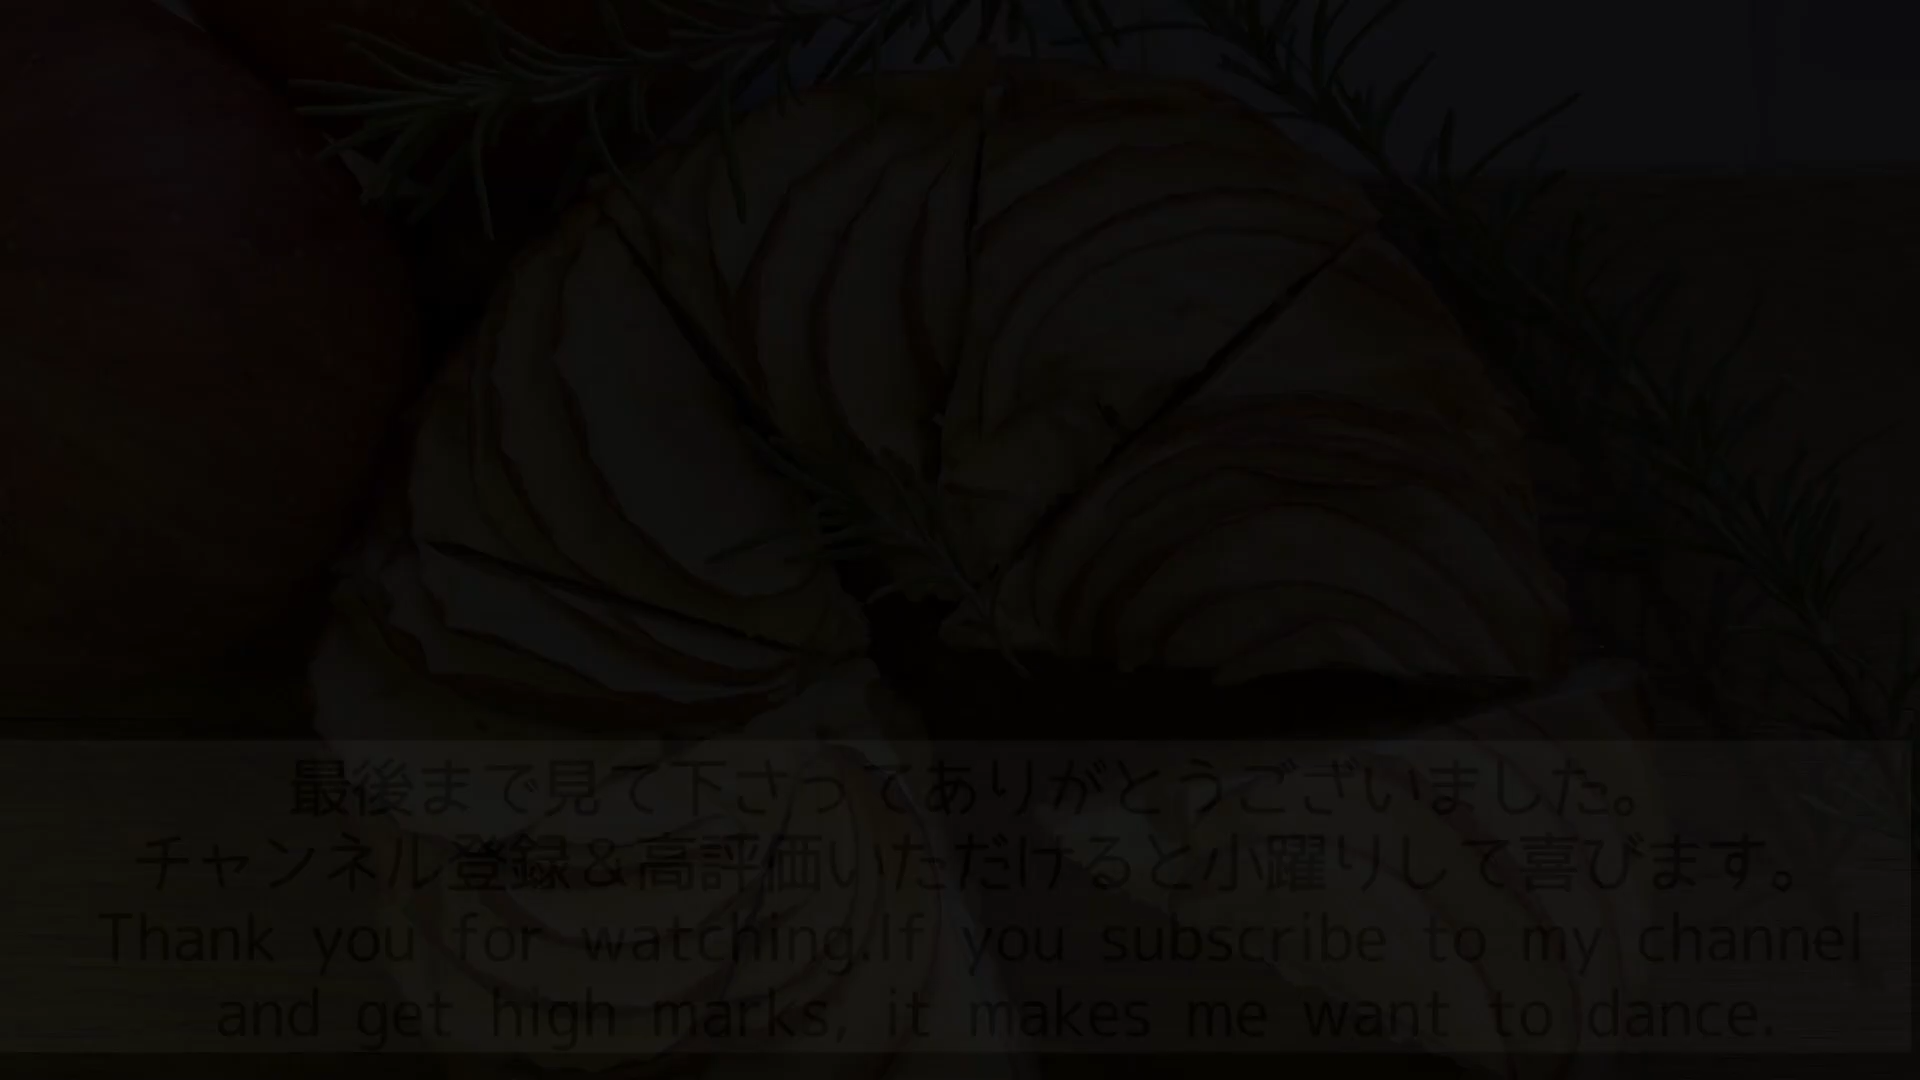 最後まで見て下さってありがとうございました。
チャンネル登録＆高評価いただけると小躍りして喜びます。
Thank you for watching.If you subscribe to my channel
and get high marks, it makes me want to dance.